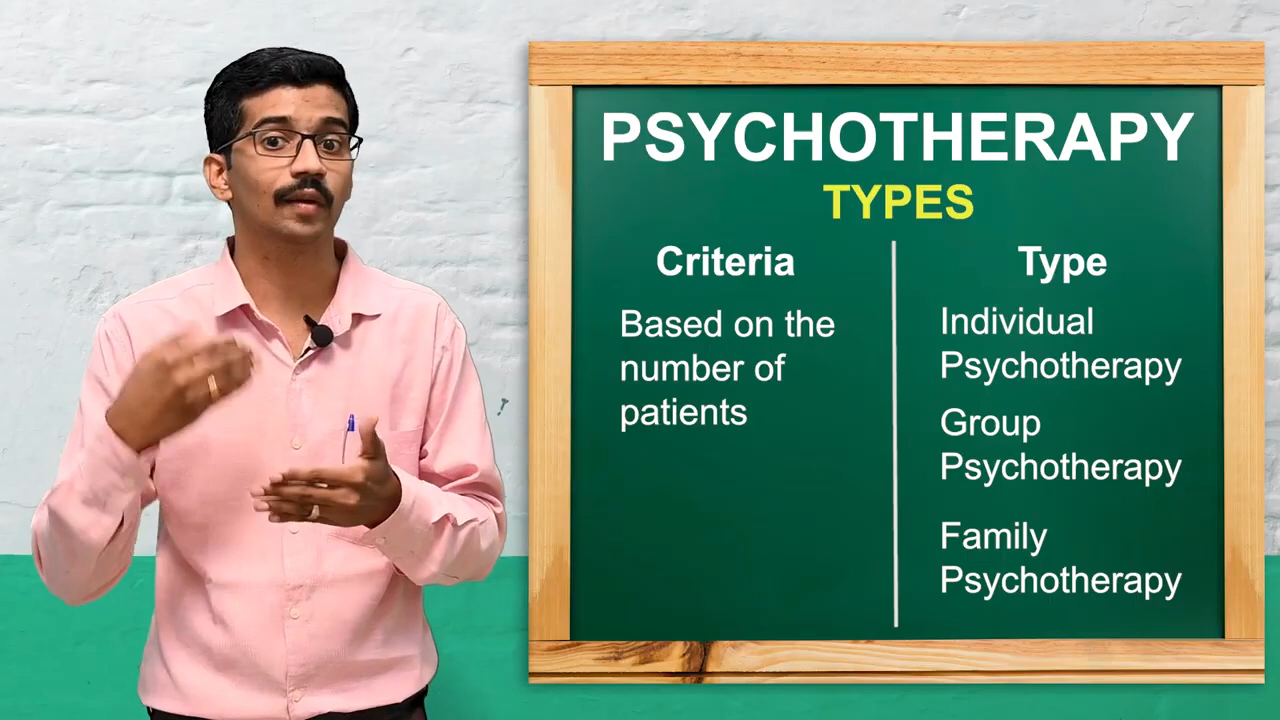 PSYCHOTHERAPY
TYPES
Criteria
Type
Based on the
number of
patients
Individual
Psychotherapy
Group
Psychotherapy
Family
Psychotherapy